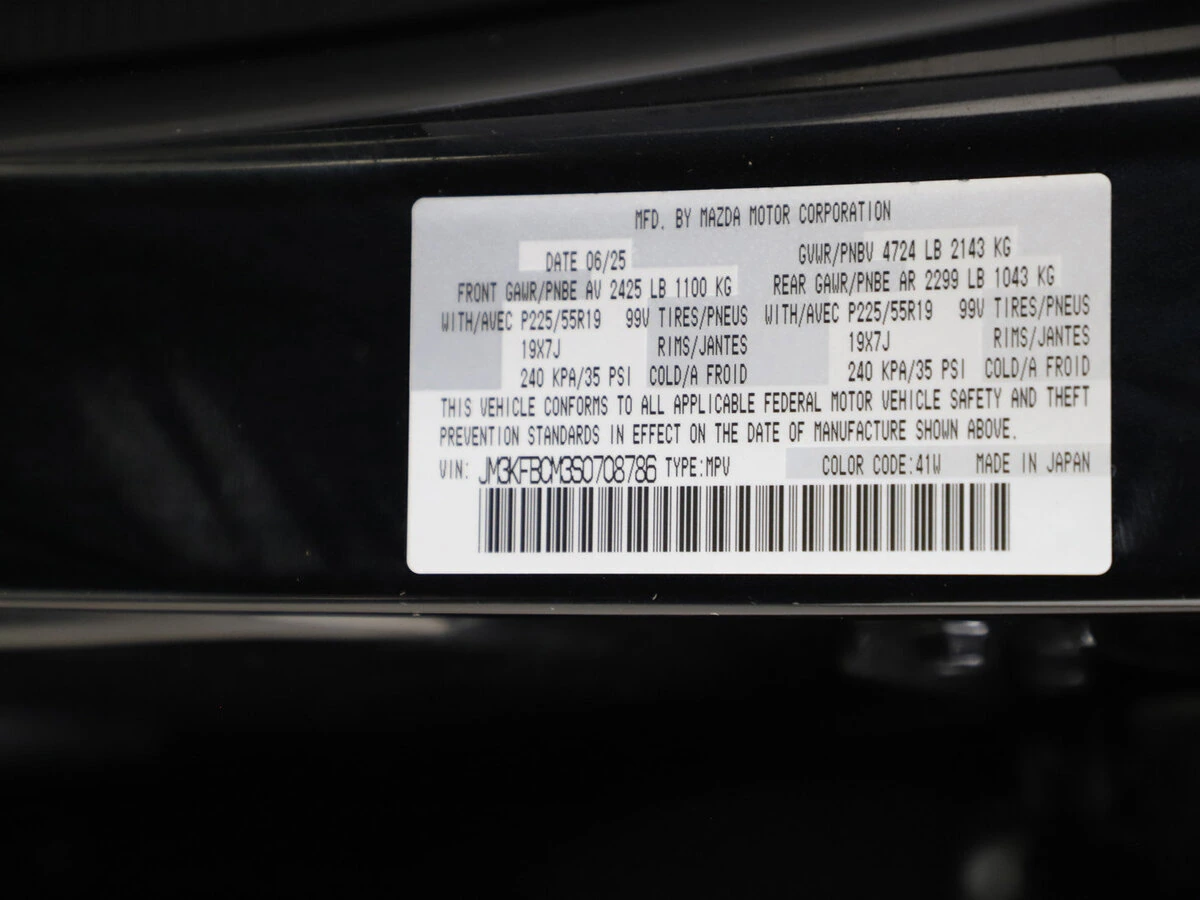 MFD. BY MAZDA MOTOR CORPORATION
DATE 06/25 GVWR/PNBV 4724 LB 2143 KG
FRONT GAWR/PNBE AV 2425 LB 1100 KG REAR GAWR/PNBE AR 2299 LB 1043 KG
WITH/AVEC P225/55R19 99V TIRES/PNEUS WITH/AVEC P225/55R19 99V TIRES/PNEUS
19X7J RIMS/JANTES 19X7J RIMS/JANTES
240 KPA/35 PSI COLD/A FROID 240 KPA/35 PSI COLD/A FROID
THIS VEHICLE CONFORMS TO ALL APPLICABLE FEDERAL MOTOR VEHICLE SAFETY AND THEFT
PREVENTION STANDARDS IN EFFECT ON THE DATE OF MANUFACTURE SHOWN ABOVE.
VIN: JM3KFBCM3S0708786 TYPE:MPV COLOR CODE:41W MADE IN JAPAN